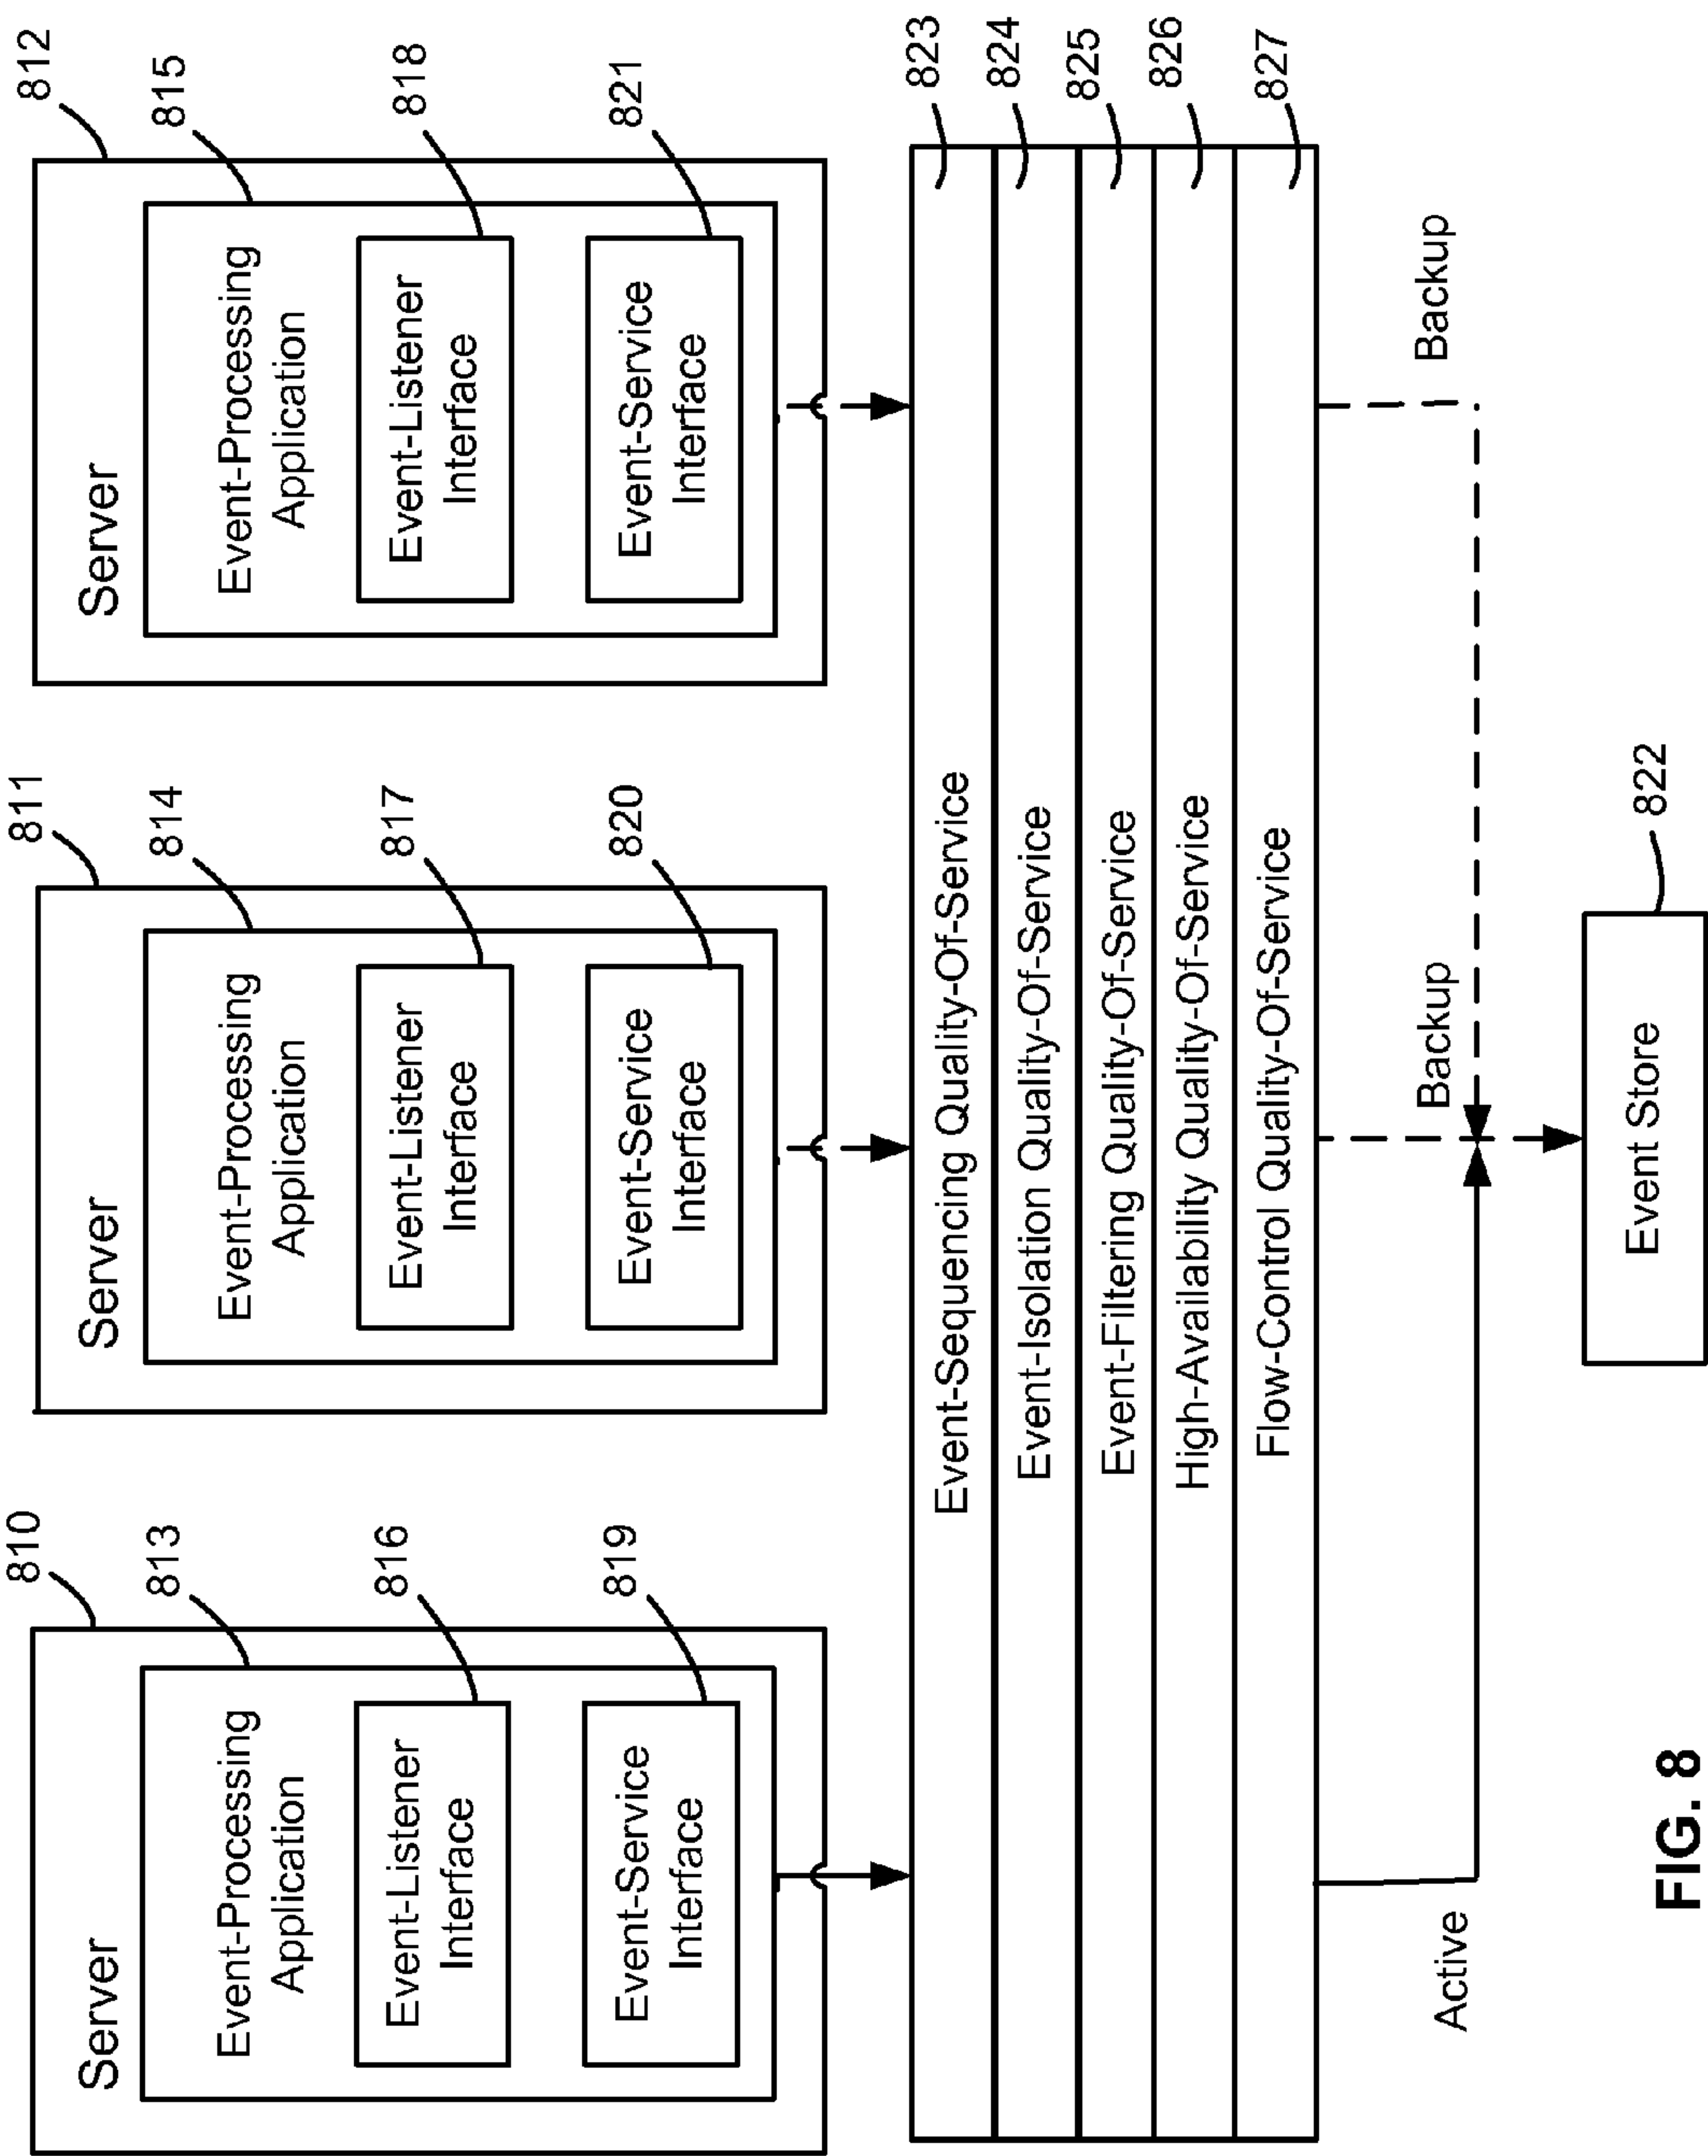 810
Server
813
Event-Processing
Application
816
Event-Listener
Interface
819
Event-Service
Interface
811
Server
814
Event-Processing
Application
817
Event-Listener
Interface
820
Event-Service
Interface
812
Server
815
Event-Processing
Application
818
Event-Listener
Interface
821
Event-Service
Interface
Event-Sequencing Quality-Of-Service
823
Event-Isolation Quality-Of-Service
824
Event-Filtering Quality-Of-Service
825
High-Availability Quality-Of-Service
826
Flow-Control Quality-Of-Service
827
Active
Backup
Backup
Event Store
822
FIG. 8